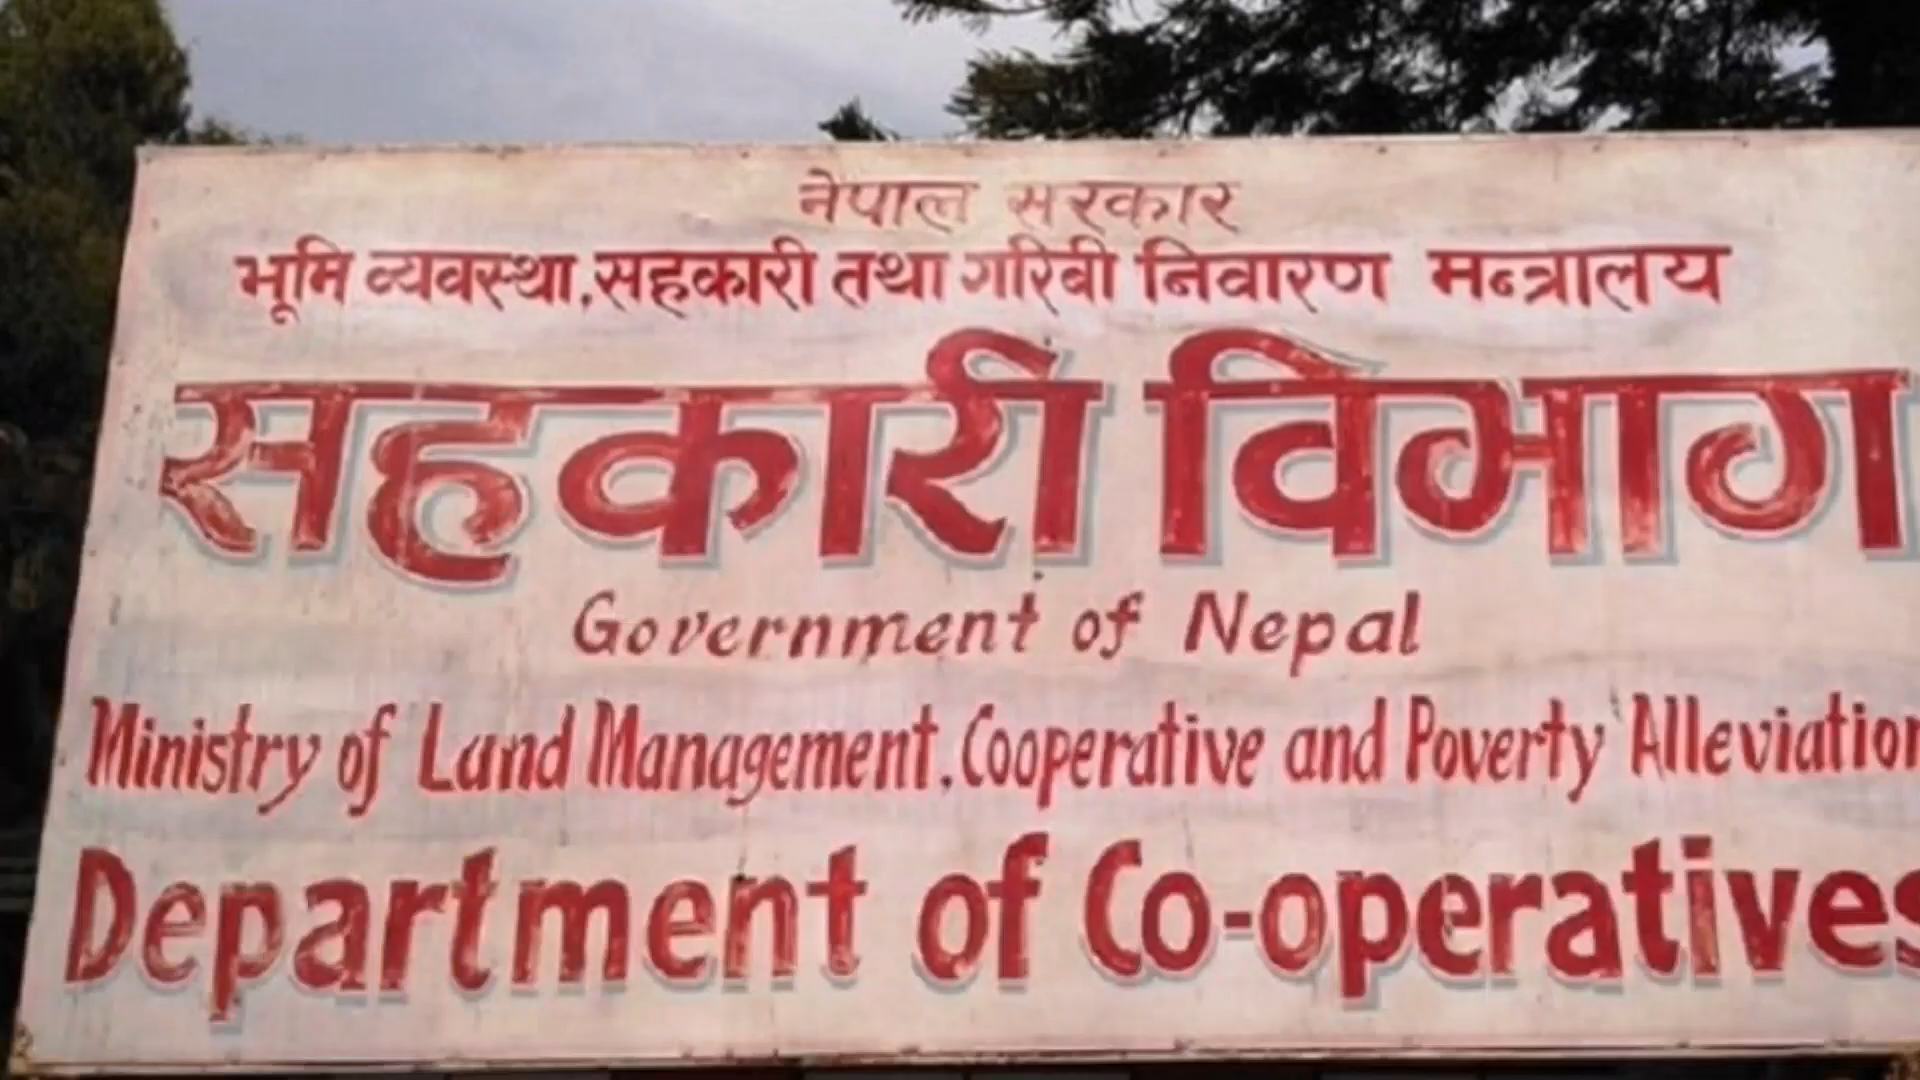 नेपाल सरकार
भूमि व्यवस्था, सहकारी तथा गरिवी निवारण मन्त्रालय
सहकारी विभाग
Government of Nepal
Ministry of Land Management, Cooperative and Poverty Alleviation
Department of Co-operatives